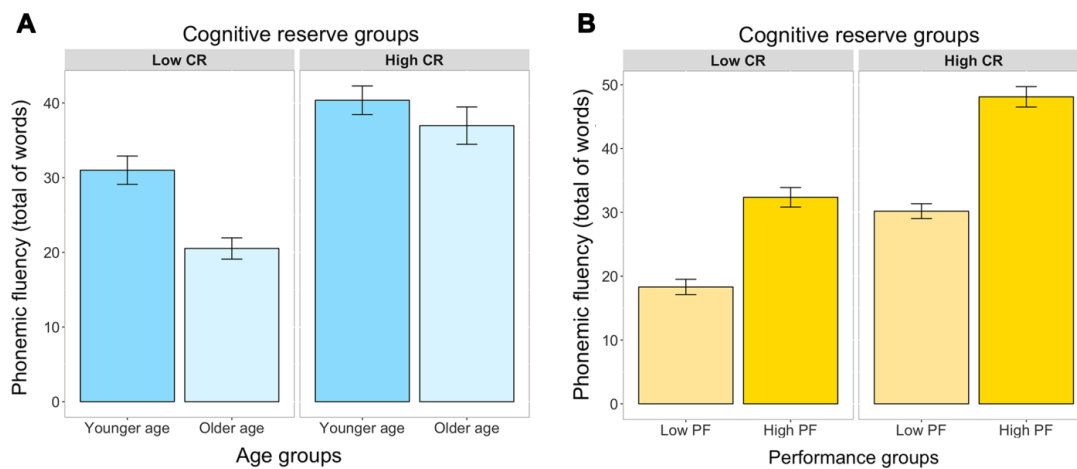 A
Cognitive reserve groups
Low CR
High CR
Phonemic fluency (total of words)
40
30
20
10
0
Younger age
Older age
Younger age
Older age
Age groups
B
Cognitive reserve groups
Low CR
High CR
Phonemic fluency (total of words)
50
40
30
20
10
0
Low PF
High PF
Low PF
High PF
Performance groups